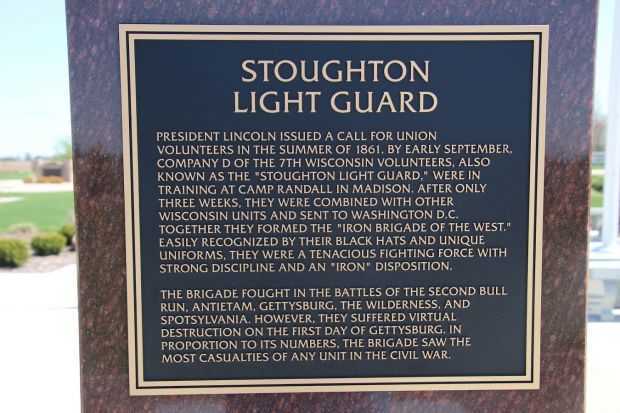 STOUGHTON
LIGHT GUARD
PRESIDENT LINCOLN ISSUED A CALL FOR UNION
VOLUNTEERS IN THE SUMMER OF 1861. BY EARLY SEPTEMBER,
COMPANY D OF THE 7TH WISCONSIN VOLUNTEERS, ALSO
KNOWN AS THE "STOUGHTON LIGHT GUARD," WERE IN
TRAINING AT CAMP RANDALL IN MADISON. AFTER ONLY
THREE WEEKS, THEY WERE COMBINED WITH OTHER
WISCONSIN UNITS AND SENT TO WASHINGTON D.C.
TOGETHER THEY FORMED THE "IRON BRIGADE OF THE WEST."
EASILY RECOGNIZED BY THEIR BLACK HATS AND UNIQUE
UNIFORMS, THEY WERE A TENACIOUS FIGHTING FORCE WITH
STRONG DISCIPLINE AND AN "IRON" DISPOSITION.
THE BRIGADE FOUGHT IN THE BATTLES OF THE SECOND BULL
RUN, ANTIETAM, GETTYSBURG, THE WILDERNESS, AND
SPOTSYLVANIA. HOWEVER, THEY SUFFERED VIRTUAL
DESTRUCTION ON THE FIRST DAY OF GETTYSBURG. IN
PROPORTION TO ITS NUMBERS, THE BRIGADE SAW THE
MOST CASUALTIES OF ANY UNIT IN THE CIVIL WAR.